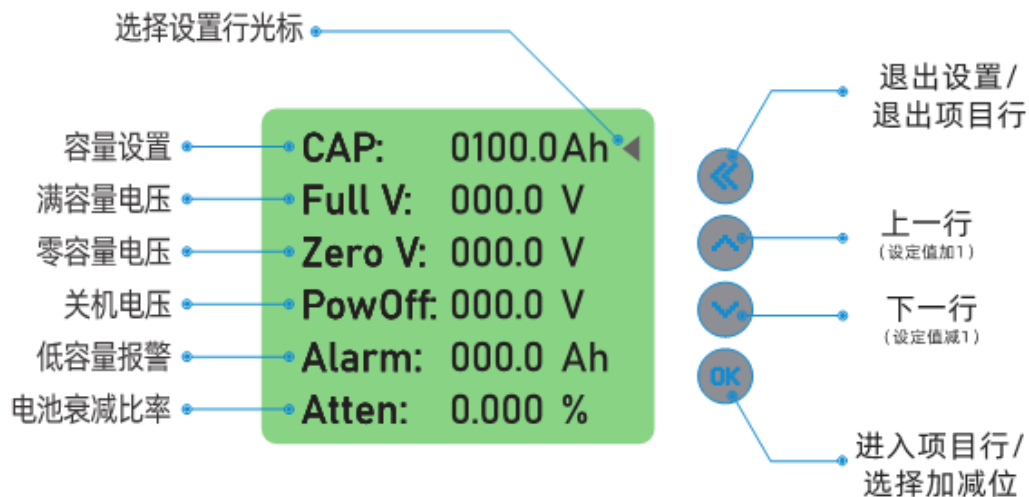 选择设置行光标
容量设置
满容量电压
零容量电压
关机电压
低容量报警
电池衰减比率
CAP: 0100.0Ah
Full V: 000.0 V
Zero V: 000.0 V
PowOff: 000.0 V
Alarm: 000.0 Ah
Atten: 0.000 %
OK
退出设置/
退出项目行
上一行
(设定值加1)
下一行
(设定值减1)
进入项目行/
选择加减位